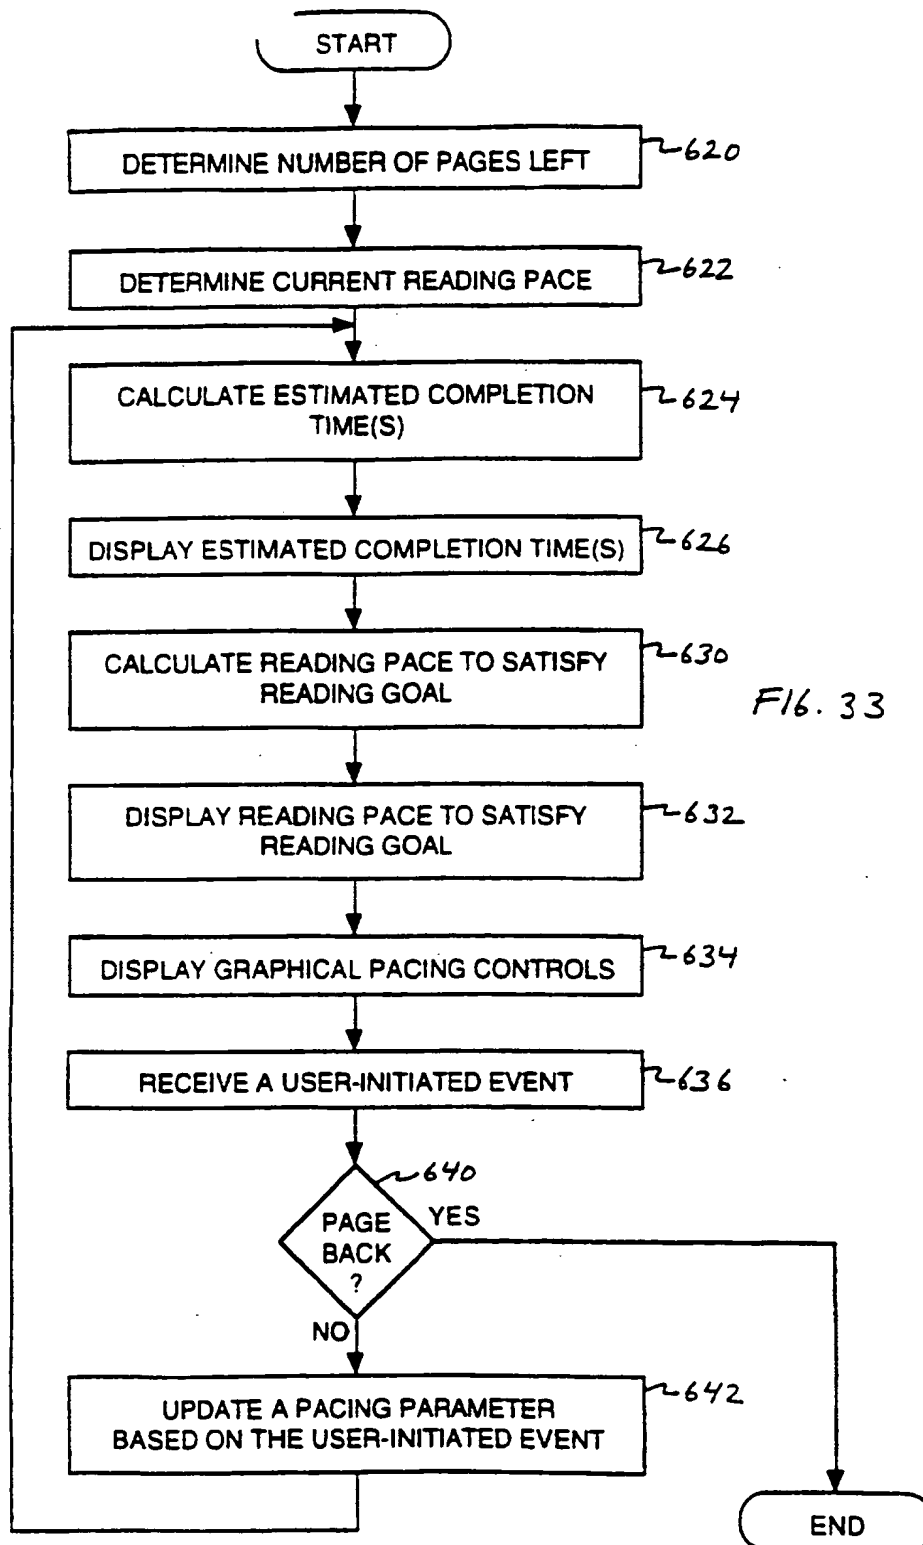 START
DETERMINE NUMBER OF PAGES LEFT
620
DETERMINE CURRENT READING PACE
622
CALCULATE ESTIMATED COMPLETION
TIME(S)
624
DISPLAY ESTIMATED COMPLETION TIME(S)
626
CALCULATE READING PACE TO SATISFY
READING GOAL
630
FIG. 33
DISPLAY READING PACE TO SATISFY
READING GOAL
632
DISPLAY GRAPHICAL PACING CONTROLS
634
RECEIVE A USER-INITIATED EVENT
636
640
PAGE
BACK
?
YES
NO
UPDATE A PACING PARAMETER
BASED ON THE USER-INITIATED EVENT
642
END